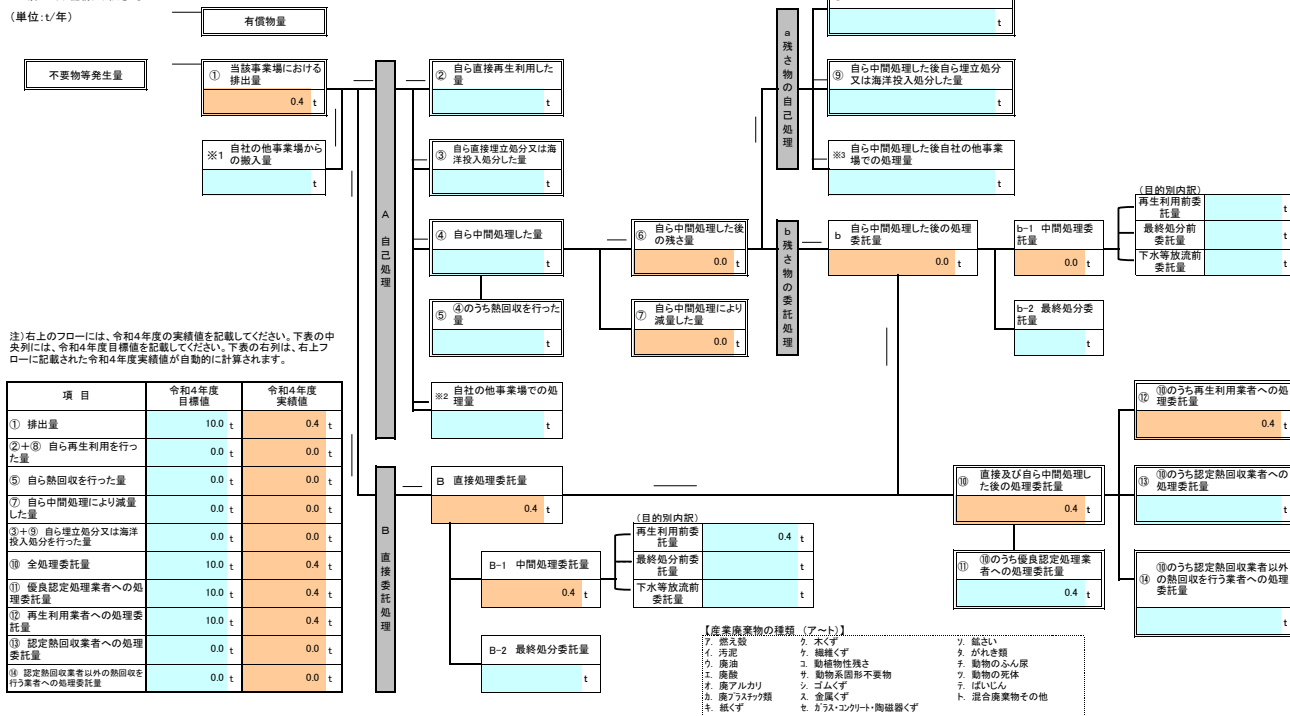 （単位：t/年）
有償物量
不要物等発生量
① 当該事業場における
排出量
0.4 t
※1 自社の他事業場から
の搬入量
t
A
自己処理
② 自ら直接再生利用した
量
t
③ 自ら直接埋立処分又は海
洋投入処分した量
t
④ 自ら中間処理した量
t
⑤ ④のうち熱回収を行った
量
t
※2 自社の他事業場での処
理量
t
⑥ 自ら中間処理した後
の残さ量
0.0 t
⑦ 自ら中間処理により
減量した量
0.0 t
a
残さ物の自己処理
t
⑨ 自ら中間処理した後自ら埋立処分
又は海洋投入処分した量
t
※3 自ら中間処理した後自社の他事業
場での処理量
t
b
残さ物の委託処理
b 自ら中間処理した後の処理
委託量
0.0 t
b-1 中間処理委
託量
0.0 t
b-2 最終処分委
託量
t
（目的別内訳）
再生利用前委
託量
t
最終処分前
委託量
t
下水等放流前
委託量
t
注）右上のフローには、令和4年度の実績値を記載してください。下表の中
央列には、令和4年度目標値を記載してください。下表の右列は、右上フ
ローに記載された令和4年度実績値が自動的に計算されます。
項 目 令和4年度
目標値 令和4年度
実績値
① 排出量 10.0 t 0.4 t
②+⑧ 自ら再生利用を行っ
た量 0.0 t 0.0 t
⑤ 自ら熱回収を行った量 0.0 t 0.0 t
⑦ 自ら中間処理により減量
した量 0.0 t 0.0 t
③+⑨ 自ら埋立処分又は海洋
投入処分を行った量 0.0 t 0.0 t
⑩ 全処理委託量 10.0 t 0.4 t
⑪ 優良認定処理業者への処
理委託量 10.0 t 0.4 t
⑫ 再生利用業者への処理委
託量 10.0 t 0.4 t
⑬ 認定熱回収業者への処理
委託量 0.0 t 0.0 t
⑭ 認定熱回収業者以外の熱回収を
行う業者への処理委託量 0.0 t 0.0 t
B
直接委託処理
B 直接処理委託量
0.4 t
B-1 中間処理委託量
0.4 t
B-2 最終処分委託量
t
（目的別内訳）
再生利用前委
託量
0.4 t
最終処分前委
託量
t
下水等放流前
委託量
t
⑩ 直接及び自ら中間処理し
た後の処理委託量
0.4 t
⑪ ⑩のうち優良認定処理業
者への処理委託量
0.4 t
⑫ ⑩のうち再生利用業者への処
理委託量
0.4 t
⑬ ⑩のうち認定熱回収業者への
処理委託量
t
⑭ ⑩のうち認定熱回収業者以外
の熱回収を行う業者への処理
委託量
t
【産業廃棄物の種類 （ア～ト）】
ア. 燃え殻 ク. 木くず ソ. 鉱さい
イ. 汚泥 ケ. 繊維くず タ. がれき類
ウ. 廃油 コ. 動植物性残さ チ. 動物のふん尿
エ. 廃酸 サ. 動物系固形不要物 ツ. 動物の死体
オ. 廃アルカリ シ. ゴムくず テ. ばいじん
カ. 廃プラスチック類 ス. 金属くず ト. 混合廃棄物その他
キ. 紙くず セ. ガラス・コンクリート・陶磁器くず